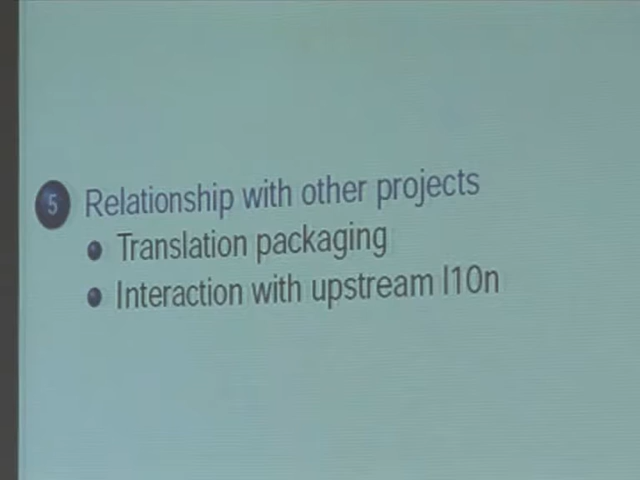 5 Relationship with other projects
Translation packaging
Interaction with upstream l10n